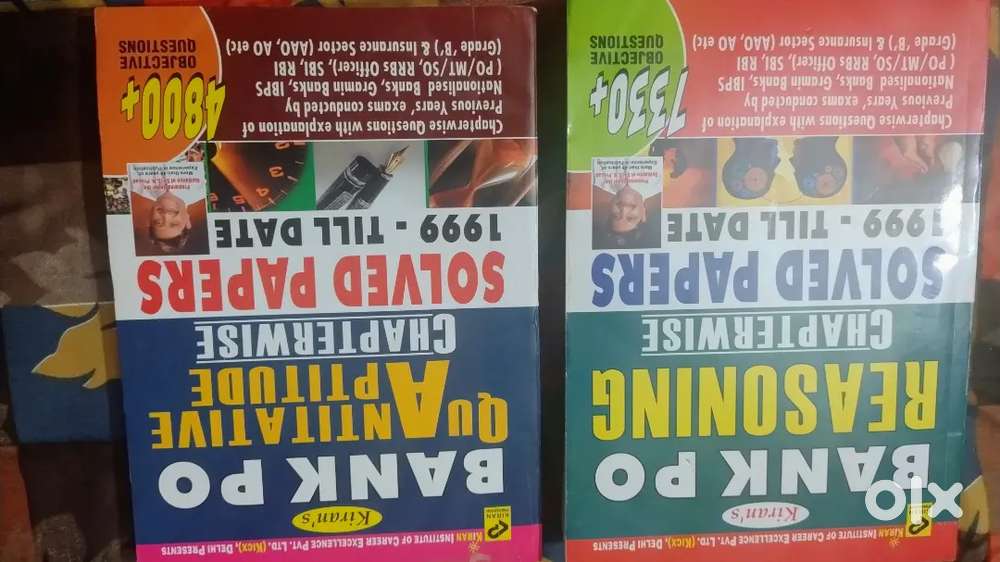 KIRAN INSTITUTE OF CAREER EXCELLENCE PVT. LTD. (KICX), DELHI PRESENTS
KIRAN
Kiran's
BANK PO
REASONING
CHAPTERWISE
SOLVED PAPERS
1999 - TILL DATE
Chapterwise Questions with explanation of
Previous Years' exams conducted by
Nationalised Banks, Gramin Banks, IBPS
( PO/MT/SO, RRBs (Officer), SBI, RBI
(Grade 'B') & Insurance Sector (AAO, AO etc)
7330+
OBJECTIVE
QUESTIONS
KIRAN INSTITUTE OF CAREER EXCELLENCE PVT. LTD. (KICX), DELHI PRESENTS
KIRAN
Kiran's
BANK PO
QUANTITATIVE
APTITUDE
CHAPTERWISE
SOLVED PAPERS
1999 - TILL DATE
Chapterwise Questions with explanation of
Previous Years' exams conducted by
Nationalised Banks, Gramin Banks, IBPS
( PO/MT/SO, RRBs (Officer), SBI, RBI
(Grade 'B') & Insurance Sector (AAO, AO etc)
4800+
OBJECTIVE
QUESTIONS
olx